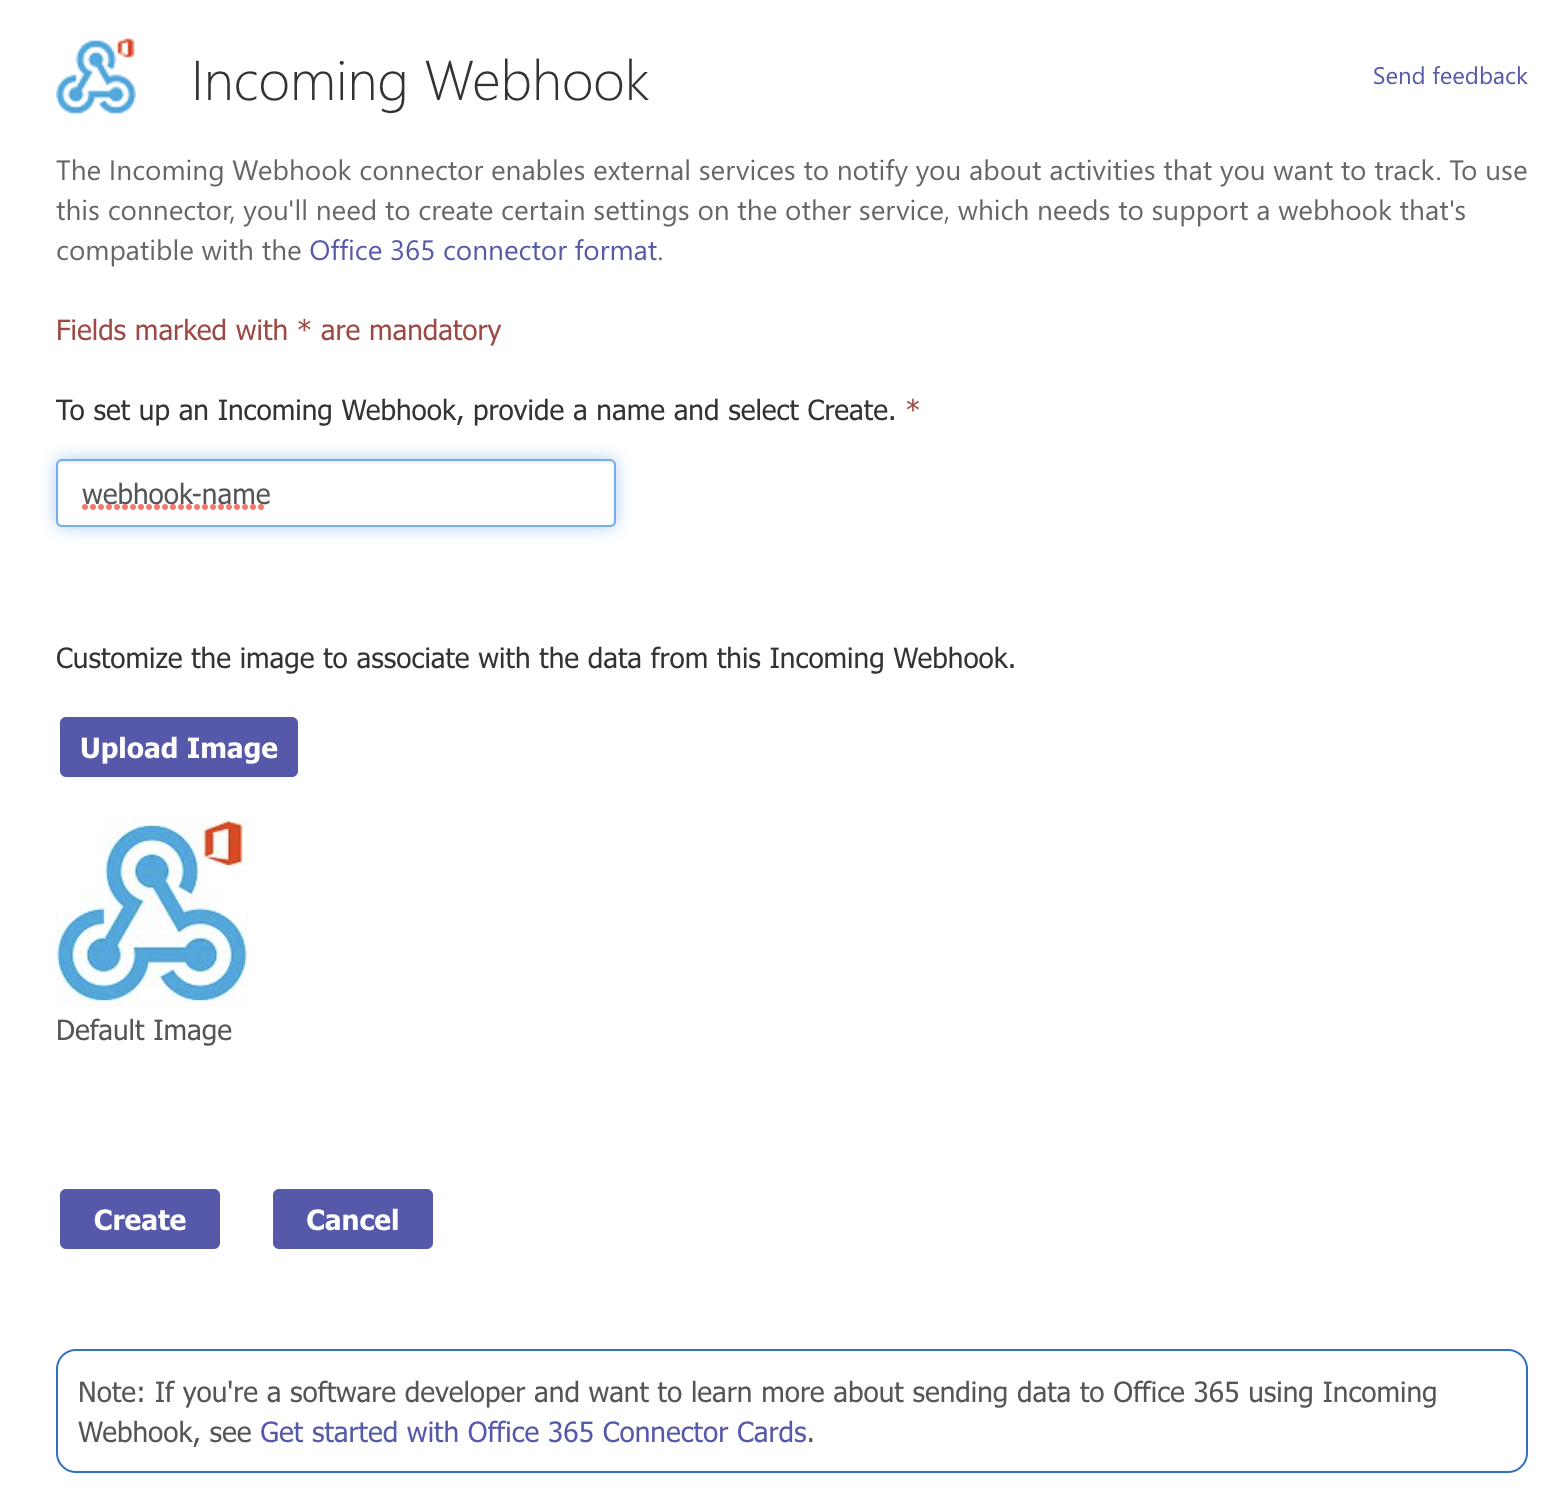 Incoming Webhook
Send feedback
The Incoming Webhook connector enables external services to notify you about activities that you want to track. To use
this connector, you'll need to create certain settings on the other service, which needs to support a webhook that's
compatible with the Office 365 connector format.
Fields marked with * are mandatory
To set up an Incoming Webhook, provide a name and select Create. *
webhook-name
Customize the image to associate with the data from this Incoming Webhook.
Upload Image
Default Image
Create
Cancel
Note: If you're a software developer and want to learn more about sending data to Office 365 using Incoming
Webhook, see Get started with Office 365 Connector Cards.